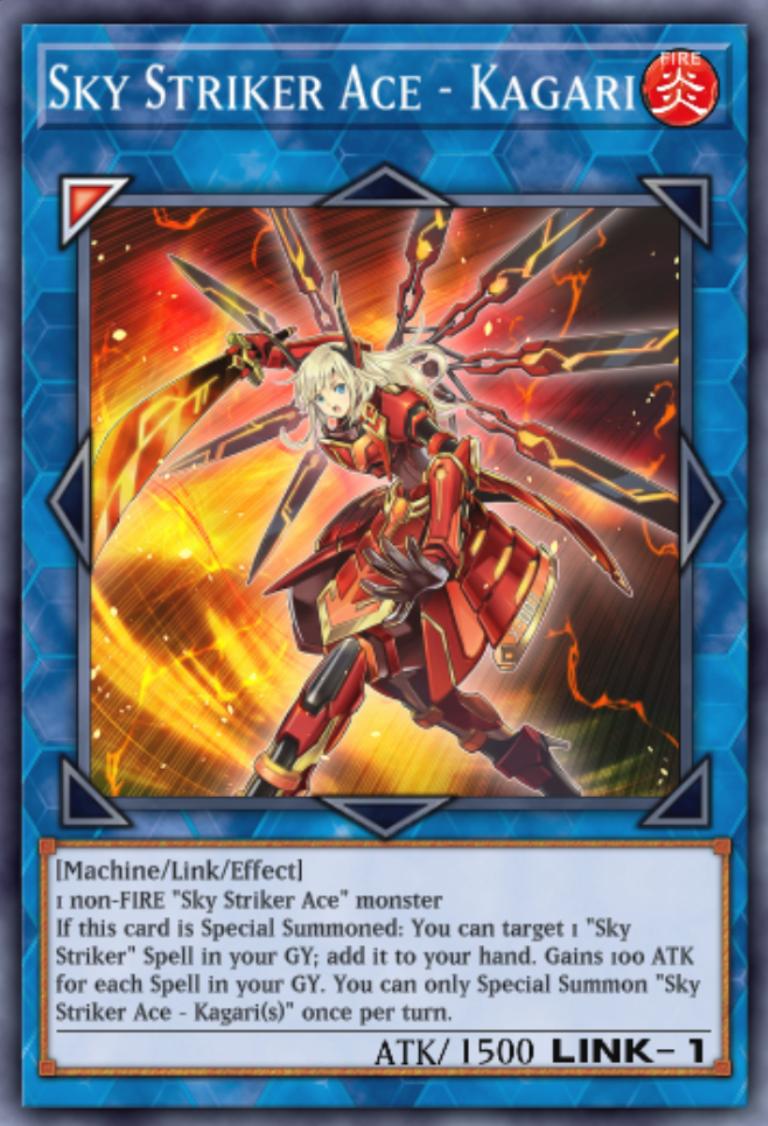 Sky Striker Ace - Kagari
FIRE
炎
[Machine/Link/Effect]
1 non-FIRE "Sky Striker Ace" monster
If this card is Special Summoned: You can target 1 "Sky
Striker" Spell in your GY; add it to your hand. Gains 100 ATK
for each Spell in your GY. You can only Special Summon "Sky
Striker Ace - Kagari(s)" once per turn.
ATK/ 1500 LINK- 1